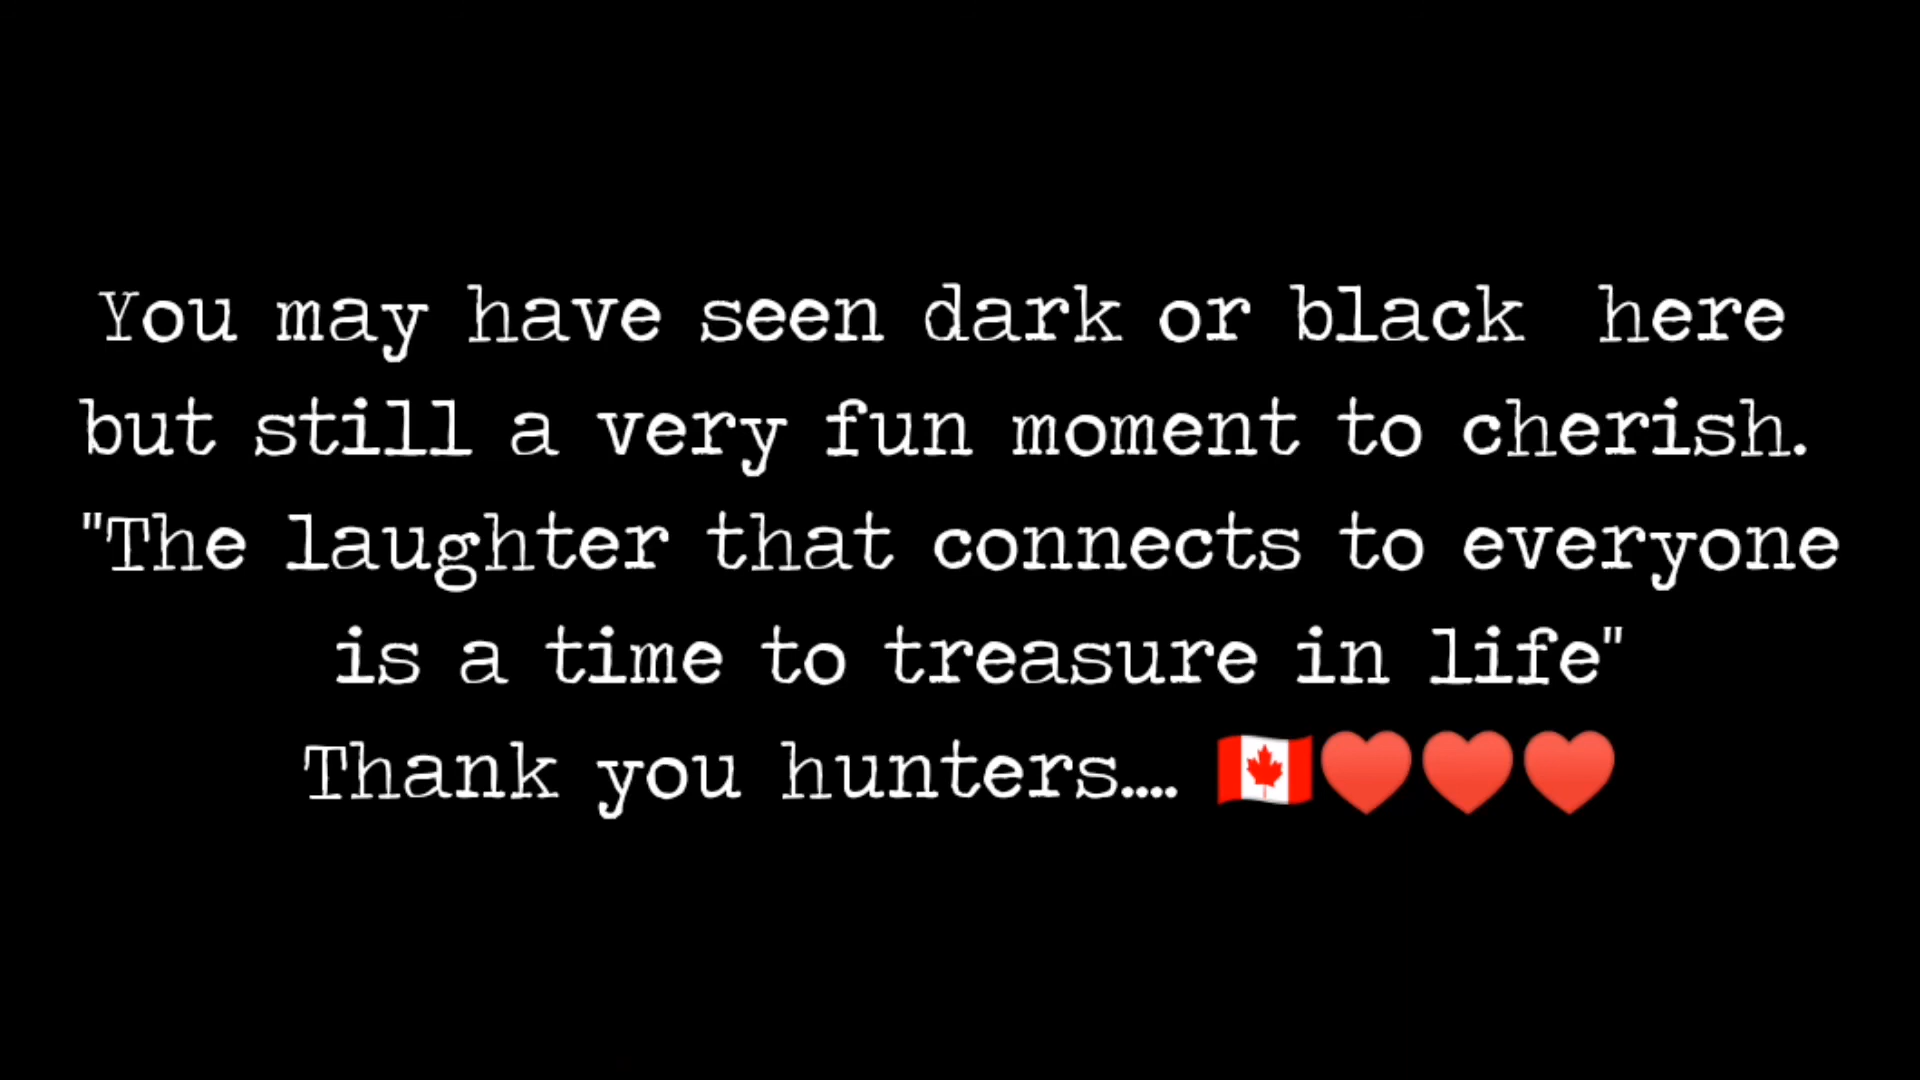 You may have seen dark or black  here
but still a very fun moment to cherish.
"The laughter that connects to everyone
is a time to treasure in life"
Thank you hunters.... 🇨🇦♥️♥️♥️